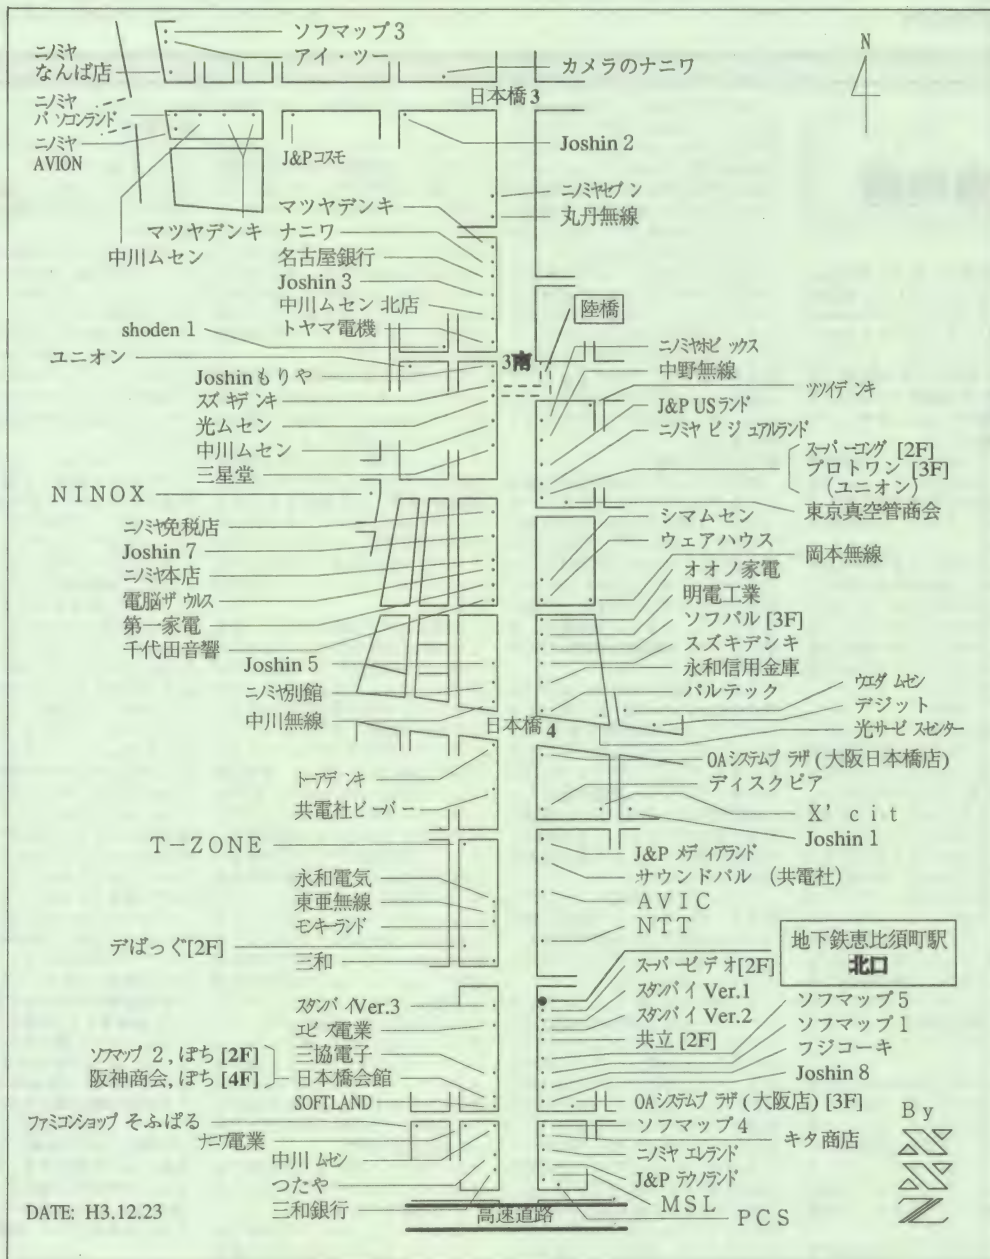 ソフマップ3
アイ・ツー
ニノミヤ
なんば店
カメラのナニワ
N
日本橋3
ニノミヤ
パソコンランド
ニノミヤ
AVION
J&Pコスモ
Joshin 2
ニノミヤセブン
丸丹無線
マツヤデンキ
中川ムセン
マツヤデンキ
ナニワ
名古屋銀行
Joshin 3
中川ムセン 北店
トヤマ電機
陸橋
shoden 1
ユニオン
3南
Joshinもりや
スズキデンキ
光ムセン
中川ムセン
三星堂
ニノミヤホビックス
中野無線
ツツイデンキ
J&P USランド
ニノミヤ ビジュアルランド
スーパーコング [2F]
プロトワン [3F]
(ユニオン)
東京真空管商会
NINOX
ニノミヤ免税店
Joshin 7
ニノミヤ本店
電脳ザウルス
第一家電
千代田音響
シマムセン
ウェアハウス
岡本無線
オオノ家電
明電工業
ソフパル [3F]
スズキデンキ
永和信用金庫
パルテック
Joshin 5
ニノミヤ別館
中川無線
日本橋4
ウエダムセン
デジット
光サービスセンター
トーアデンキ
共電社ビーバー
OAシステムプラザ (大阪日本橋店)
ディスクピア
X'cit
Joshin 1
T-ZONE
J&P メディアランド
サウンドパル (共電社)
AVIC
NTT
永和電気
東亜無線
モンキーランド
デばっぐ[2F]
三和
地下鉄恵比須町駅
北口
スーパービデオ[2F]
スタンバイ Ver.1
スタンバイ Ver.2
共立 [2F]
ソフマップ5
ソフマップ1
フジコーキ
Joshin 8
OAシステムプラザ (大阪店) [3F]
スタンバイVer.3
エビス電業
三協電子
ソフマップ 2, ぽち [2F]
阪神商会, ぽち [4F]
日本橋会館
SOFTLAND
ファミコンショップ そふぱる
ナニワ電業
中川ムセン
つたや
三和銀行
ソフマップ4
キタ商店
ニノミヤ エレランド
J&P テクノランド
MSL
PCS
By
高速道路
DATE: H3.12.23